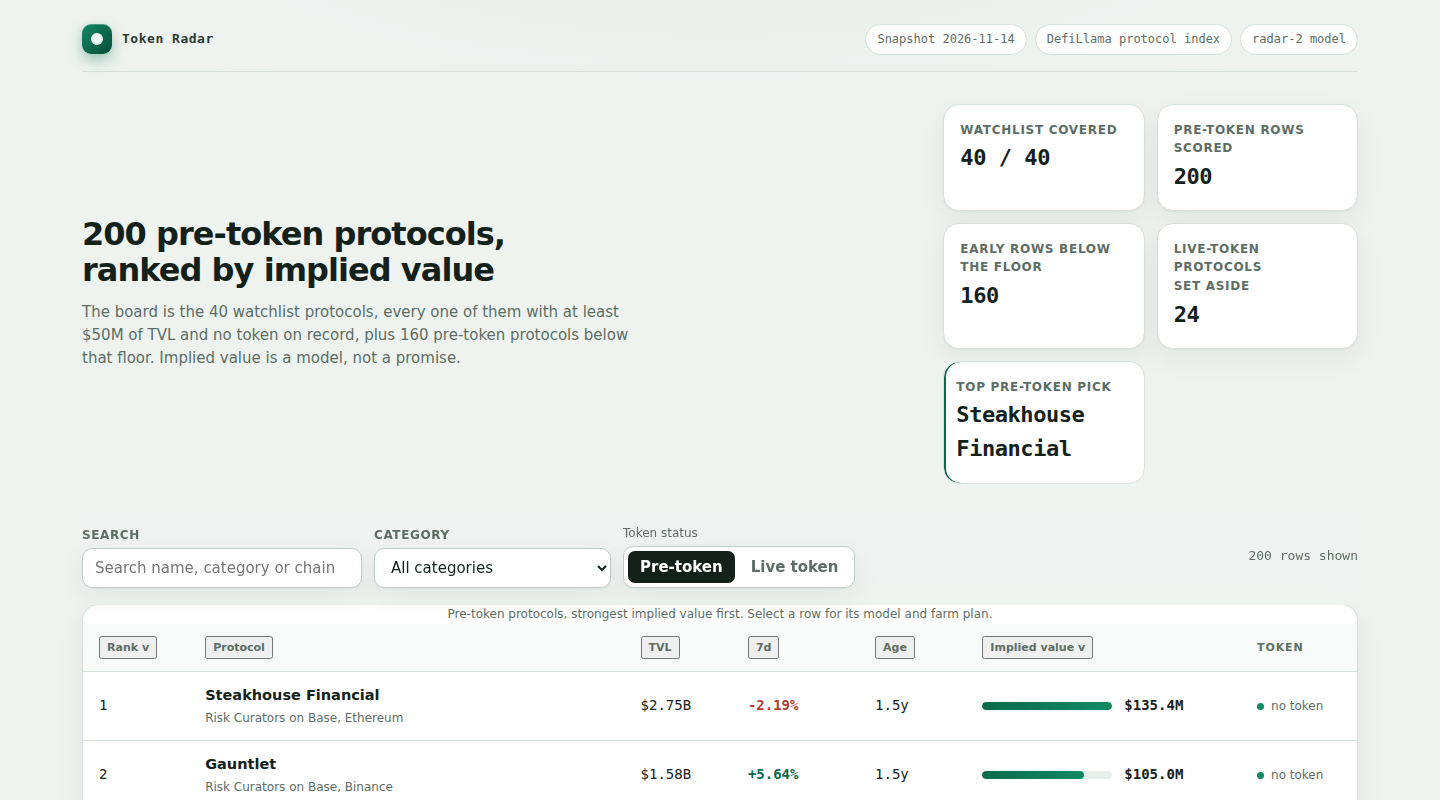 Token Radar
Snapshot 2026-11-14
DefiLlama protocol index
radar-2 model
200 pre-token protocols,
ranked by implied value
The board is the 40 watchlist protocols, every one of them with at least
$50M of TVL and no token on record, plus 160 pre-token protocols below
that floor. Implied value is a model, not a promise.
WATCHLIST COVERED
40 / 40
PRE-TOKEN ROWS
SCORED
200
EARLY ROWS BELOW
THE FLOOR
160
LIVE-TOKEN
PROTOCOLS
SET ASIDE
24
TOP PRE-TOKEN PICK
Steakhouse
Financial
SEARCH
Search name, category or chain
CATEGORY
All categories
Token status
Pre-token
Live token
200 rows shown
Pre-token protocols, strongest implied value first. Select a row for its model and farm plan.
Rank v Protocol TVL 7d Age Implied value v TOKEN
1 Steakhouse Financial $2.75B -2.19% 1.5y $135.4M no token
Risk Curators on Base, Ethereum
2 Gauntlet $1.58B +5.64% 1.5y $105.0M no token
Risk Curators on Base, Binance